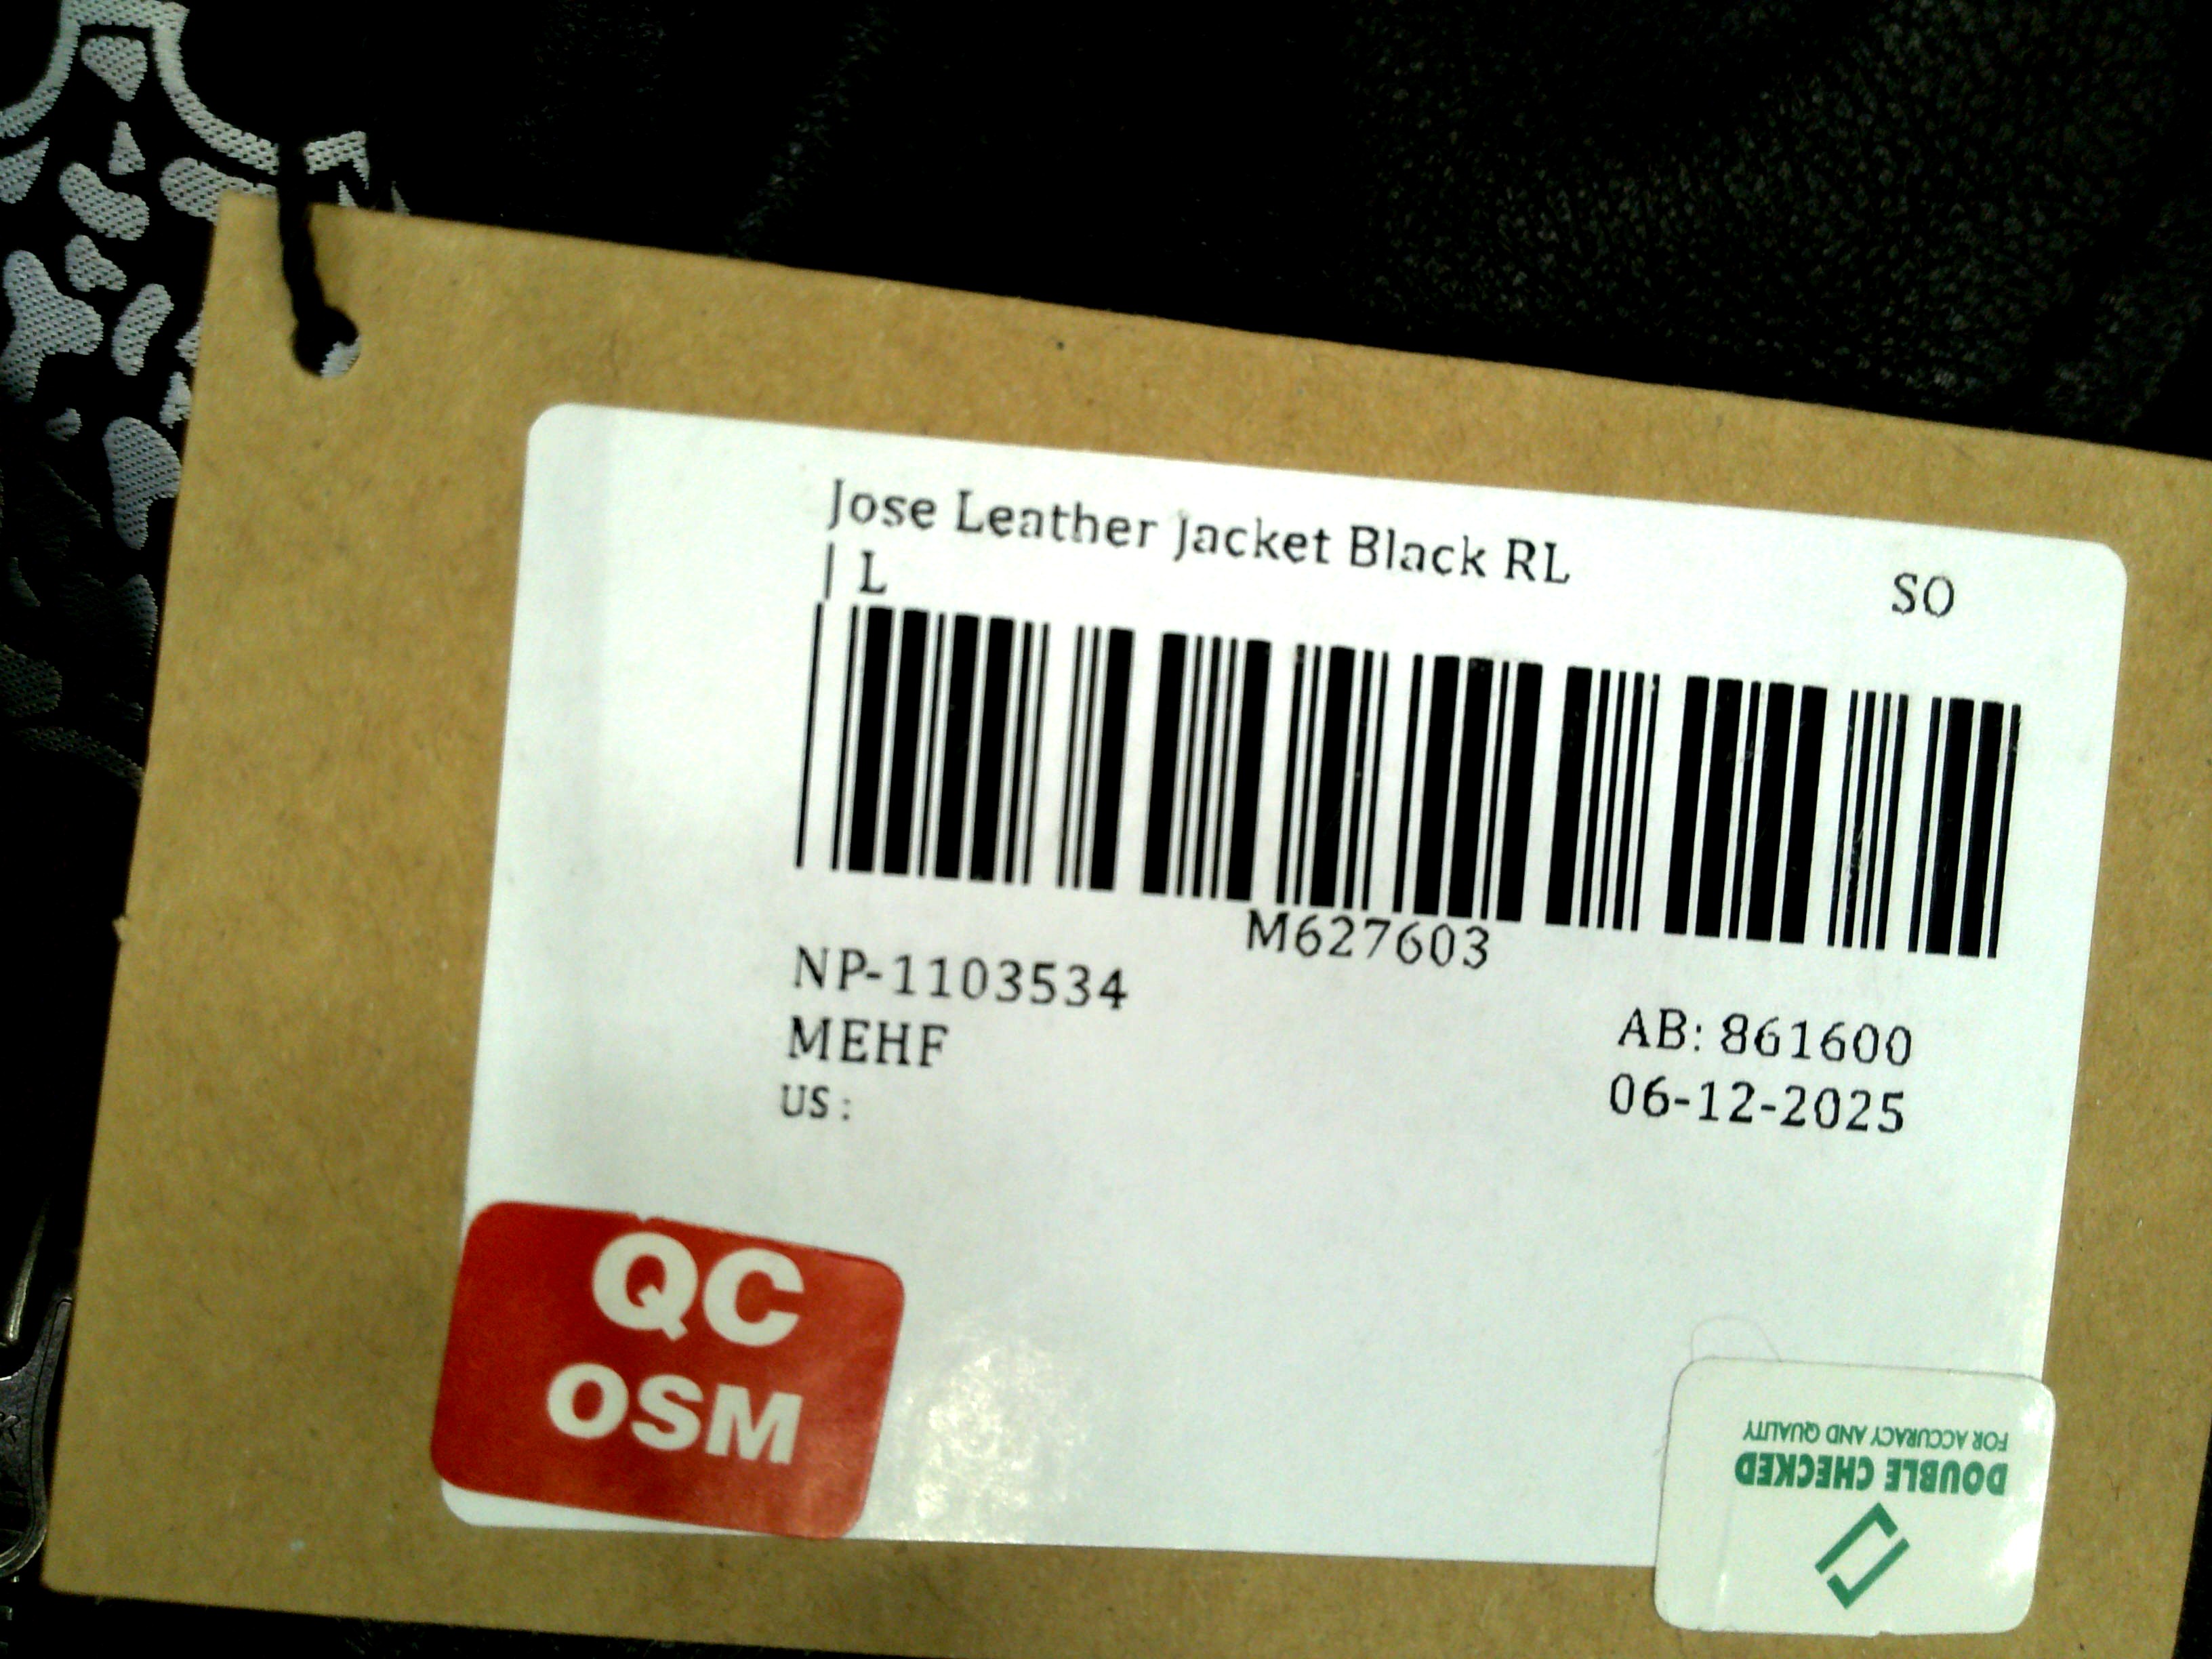 Jose Leather Jacket Black RL
| L
SO
M627603
NP-1103534
MEHF
US :
AB: 861600
06-12-2025
QC
OSM
DOUBLE CHECKED
FOR ACCURACY AND QUALITY